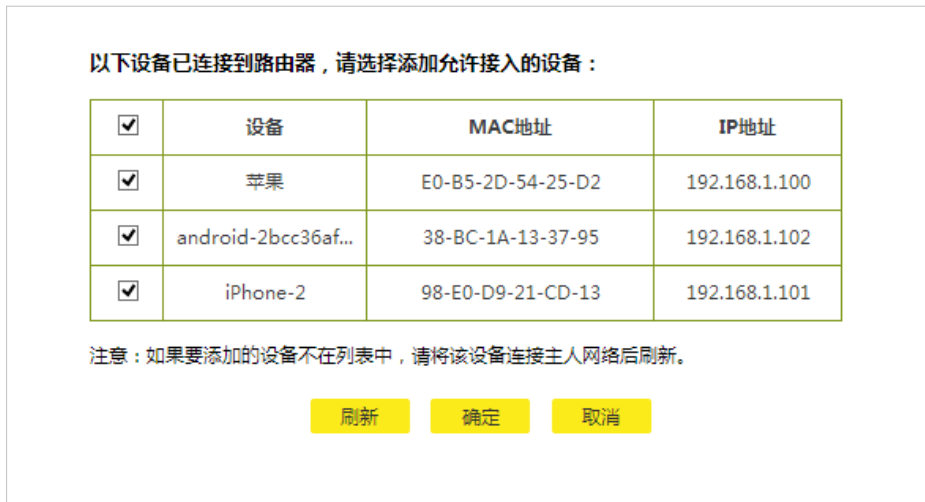 以下设备已连接到路由器，请选择添加允许接入的设备：
设备 MAC地址 IP地址
苹果 E0-B5-2D-54-25-D2 192.168.1.100
android-2bcc36af... 38-BC-1A-13-37-95 192.168.1.102
iPhone-2 98-E0-D9-21-CD-13 192.168.1.101
注意：如果要添加的设备不在列表中，请将该设备连接主人网络后刷新。
刷新 确定 取消